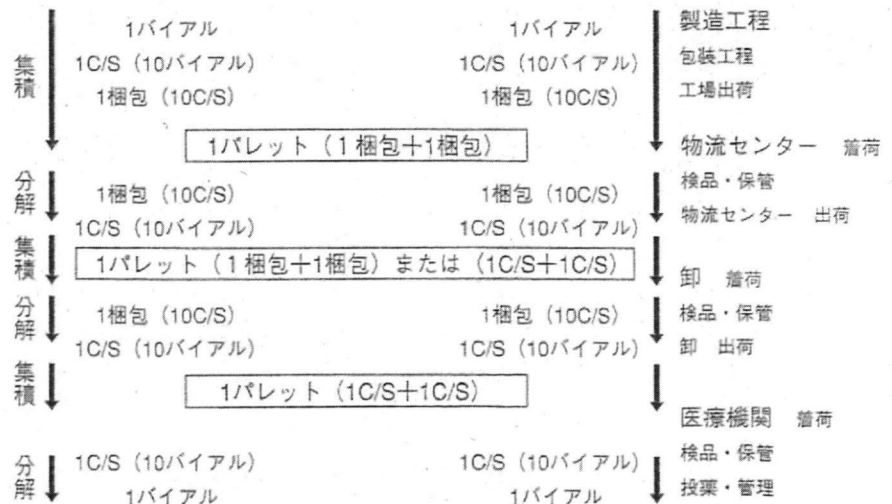 1バイアル 1バイアル 製造工程
集積 1C/S（10バイアル） 1C/S（10バイアル） 包装工程
1梱包（10C/S） 1梱包（10C/S） 工場出荷
1パレット（1梱包＋1梱包） 物流センター 着荷
分解 1梱包（10C/S） 1梱包（10C/S） 検品・保管
1C/S（10バイアル） 1C/S（10バイアル） 物流センター 出荷
集積 1パレット（1梱包＋1梱包）または（1C/S＋1C/S） 卸 着荷
分解 1梱包（10C/S） 1梱包（10C/S） 検品・保管
1C/S（10バイアル） 1C/S（10バイアル） 卸 出荷
集積 1パレット（1C/S＋1C/S） 医療機関 着荷
分解 1C/S（10バイアル） 1C/S（10バイアル） 検品・保管
1バイアル 1バイアル 投薬・管理